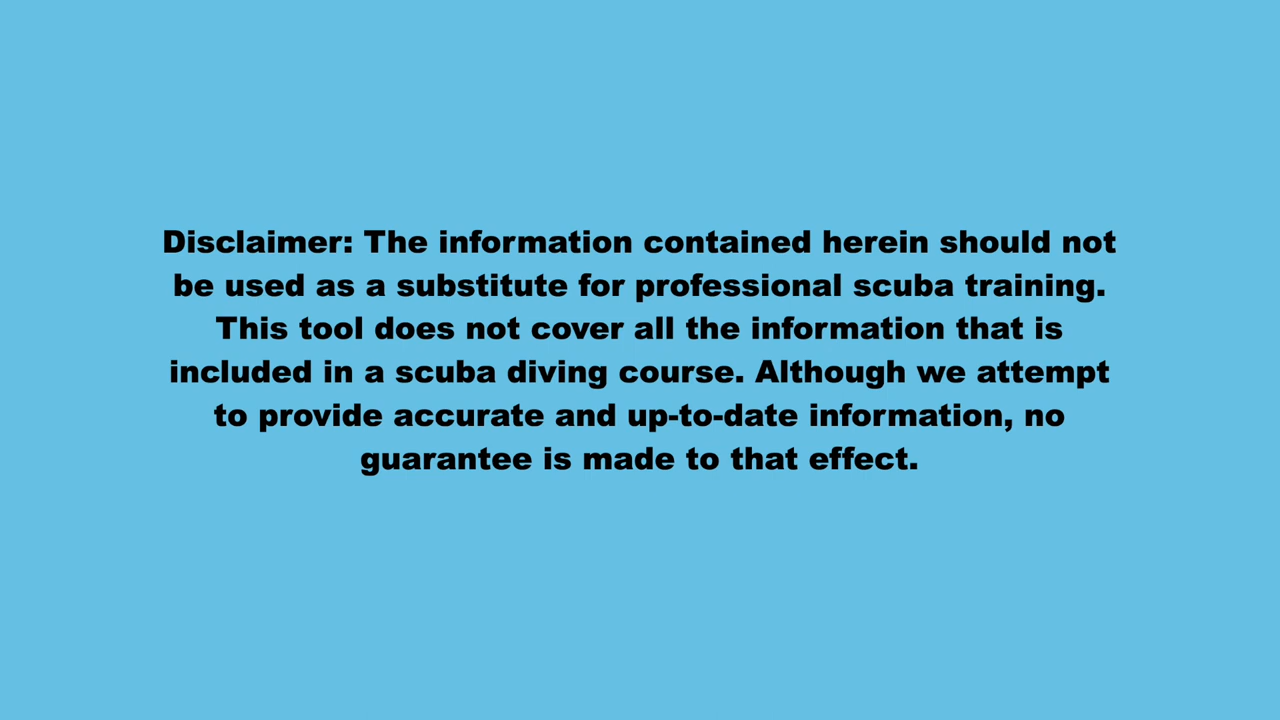 Disclaimer: The information contained herein should not
be used as a substitute for professional scuba training.
This tool does not cover all the information that is
included in a scuba diving course. Although we attempt
to provide accurate and up-to-date information, no
guarantee is made to that effect.